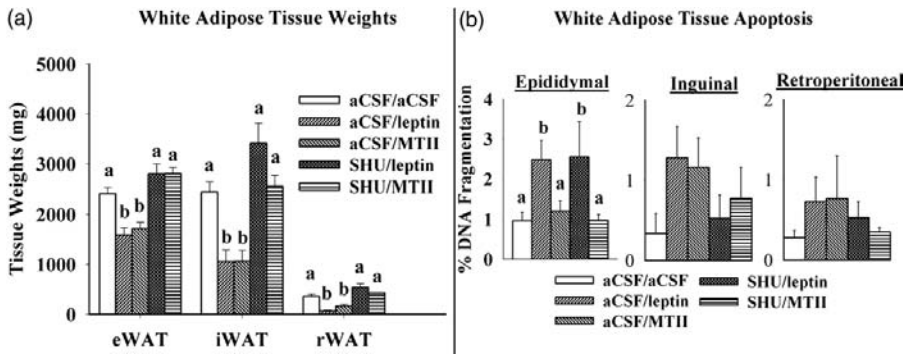 (a) White Adipose Tissue Weights
5000
4000
3000
2000
1000
0
Tissue Weights (mg)
aCSF/aCSF
aCSF/leptin
aCSF/MTII
SHU/leptin
SHU/MTII
a b b a a
a b b a a
a b b a a
eWAT iWAT rWAT
(b) White Adipose Tissue Apoptosis
Epididymal Inguinal Retroperitoneal
% DNA Fragmentation
4
3
2
1
0
a b a b a
2
1
0
2
1
0
aCSF/aCSF
aCSF/leptin
aCSF/MTII
SHU/leptin
SHU/MTII